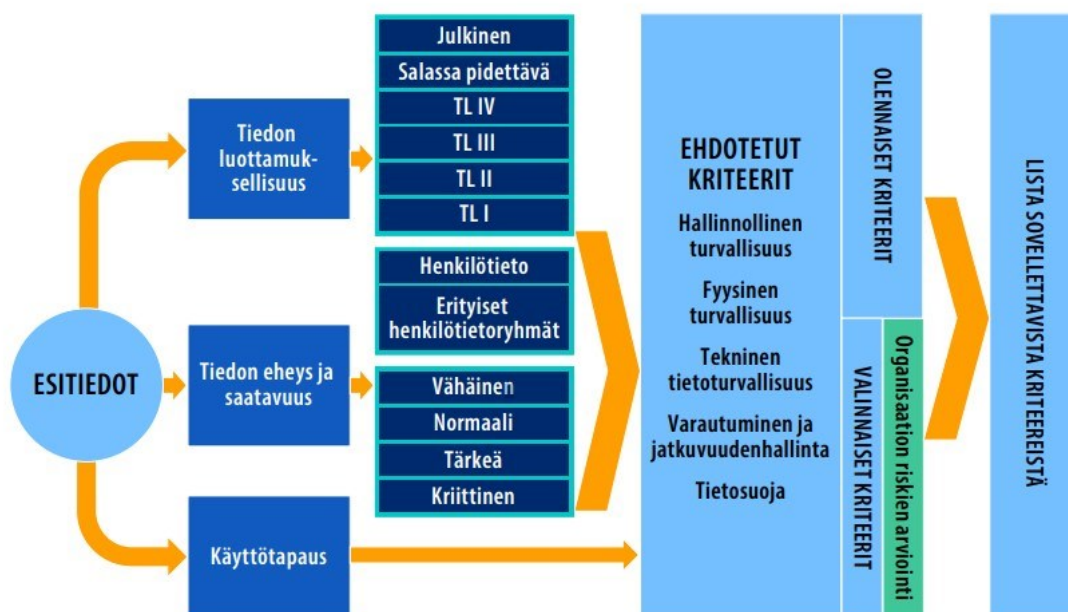 ESITIEDOT
Tiedon
luottamuk-
sellisuus
Tiedon eheys ja
saatavuus
Käyttötapaus
Julkinen
Salassa pidettävä
TL IV
TL III
TL II
TL I
Henkilötieto
Erityiset
henkilötietoryhmät
Vähäinen
Normaali
Tärkeä
Kriittinen
EHDOTETUT
KRITEERIT
Hallinnollinen
turvallisuus
Fyysinen
turvallisuus
Tekninen
tietoturvallisuus
Varautuminen ja
jatkuvuudenhallinta
Tietosuoja
OLENNAISET KRITEERIT
VALINNAISET KRITEERIT
Organisaation riskien arviointi
LISTA SOVELLETTAVISTA KRITEEREISTÄ